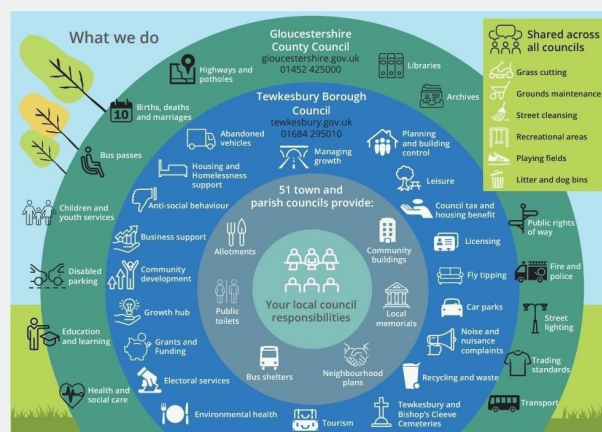 What we do
Gloucestershire
County Council
gloucestershire.gov.uk
01452 425000
Highways and
potholes
Libraries
Archives
Births, deaths
and marriages
10
Bus passes
Children and
youth services
Disabled
parking
Education
and learning
Health and
social care
Public rights
of way
Fire and
police
Street
lighting
Trading
standards
Transport
Tewkesbury Borough
Council
tewkesbury.gov.uk
01684 295010
Abandoned
vehicles
Managing
growth
Planning
and building
control
Housing and
Homelessness
support
Leisure
Anti-social behaviour
Council tax and
housing benefit
Business support
Licensing
Community
development
Fly tipping
Growth hub
Car parks
Grants and
Funding
Noise and
nuisance
complaints
Electoral services
Recycling and waste
Environmental health
Tourism
Tewkesbury and
Bishop's Cleeve
Cemeteries
51 town and
parish councils provide:
Allotments
Community
buildings
Public
toilets
Local
memorials
Bus shelters
Neighbourhood
plans
Your local council
responsibilities
Shared across
all councils
Grass cutting
Grounds maintenance
Street cleansing
Recreational areas
Playing fields
Litter and dog bins